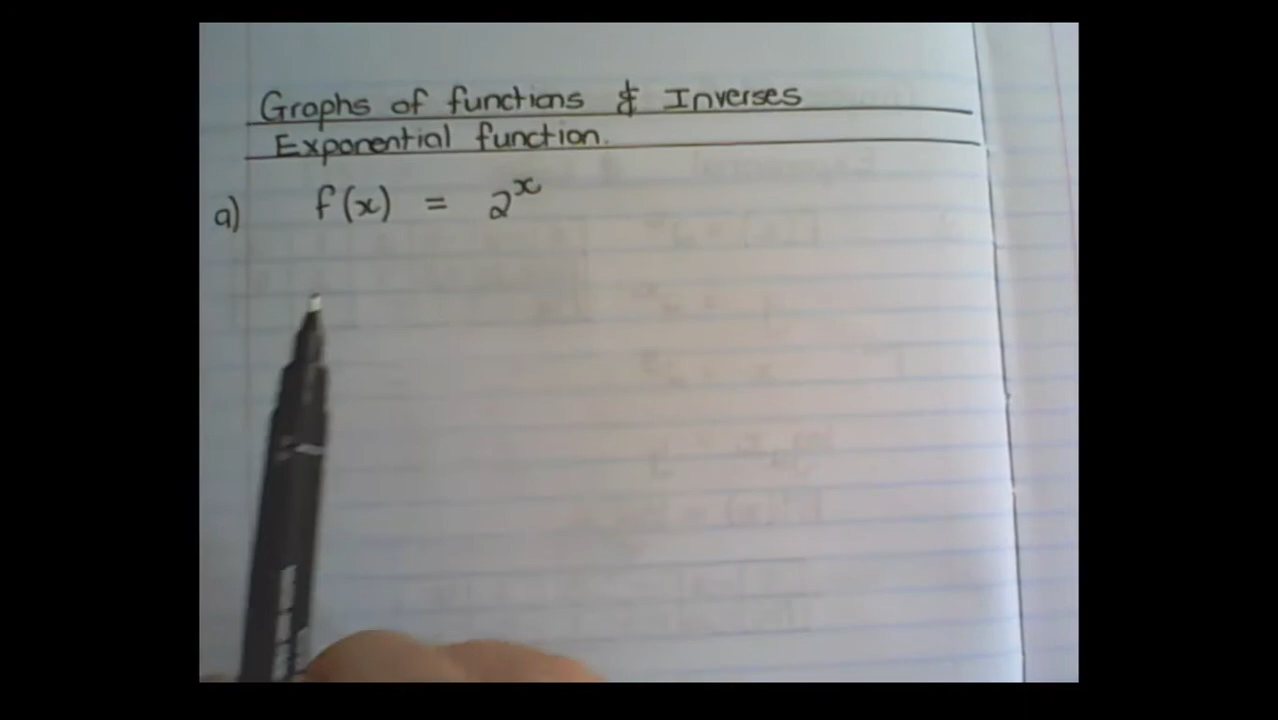 Graphs of functions & Inverses
Exponential function.
a) f(x) = 2^x